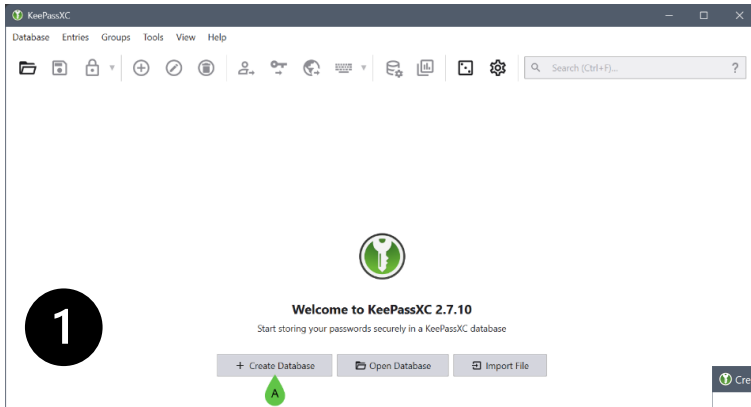 KeePassXC
Database Entries Groups Tools View Help
Search (Ctrl+F)... ?
1
Welcome to KeePassXC 2.7.10
Start storing your passwords securely in a KeePassXC database
+ Create Database Open Database Import File
A
Cre